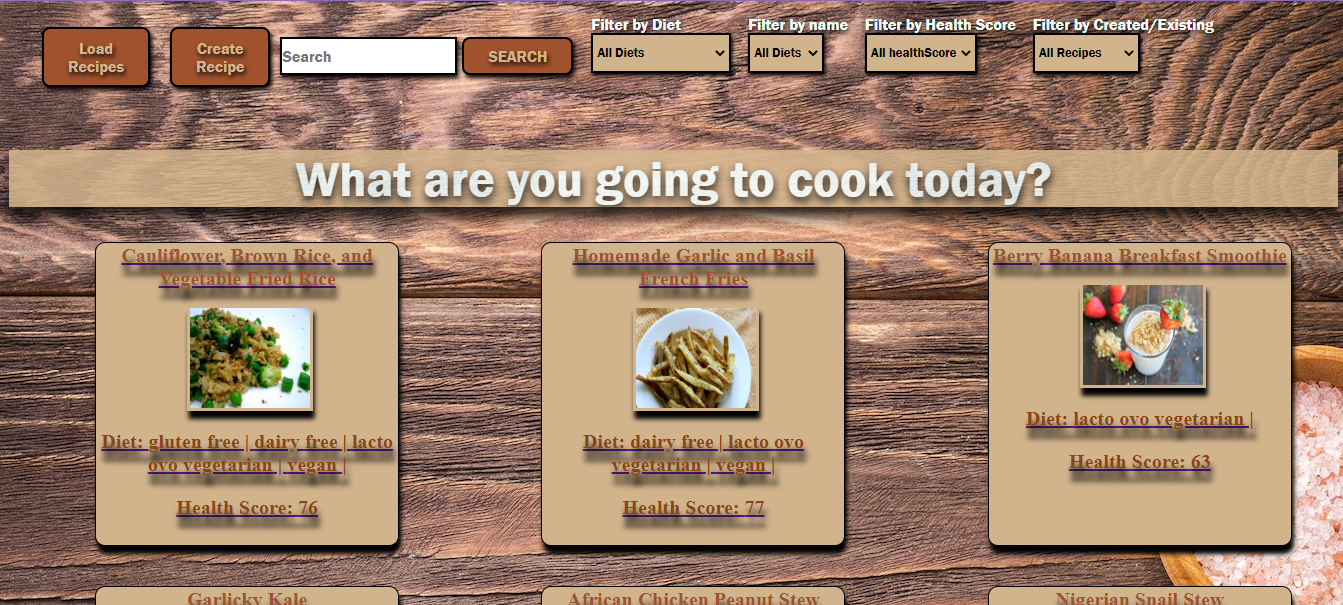 Load
Recipes
Create
Recipe
Search
SEARCH
Filter by Diet
All Diets
Filter by name
All Diets
Filter by Health Score
All healthScore
Filter by Created/Existing
All Recipes
What are you going to cook today?
Cauliflower, Brown Rice, and
Vegetable Fried Rice
Diet: gluten free | dairy free | lacto
ovo vegetarian | vegan |
Health Score: 76
Homemade Garlic and Basil
French Fries
Diet: dairy free | lacto ovo
vegetarian | vegan |
Health Score: 77
Berry Banana Breakfast Smoothie
Diet: lacto ovo vegetarian |
Health Score: 63
Garlicky Kale
African Chicken Peanut Stew
Nigerian Snail Stew